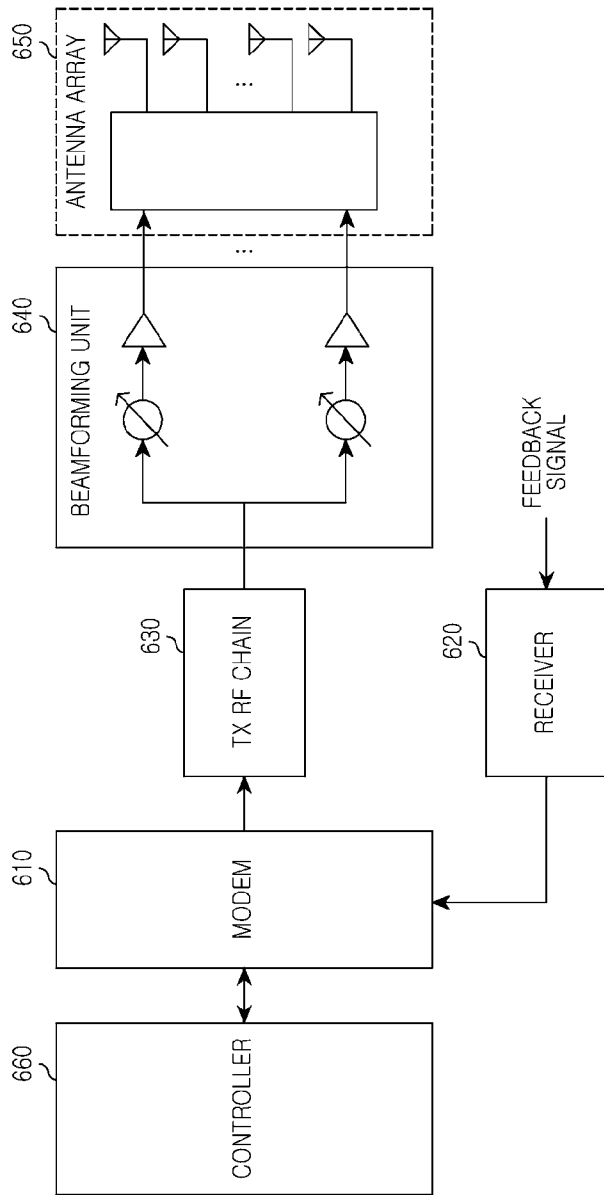 660
CONTROLLER
610
MODEM
630
TX RF CHAIN
640
BEAMFORMING UNIT
...
650
ANTENNA ARRAY
...
620
RECEIVER
FEEDBACK
SIGNAL